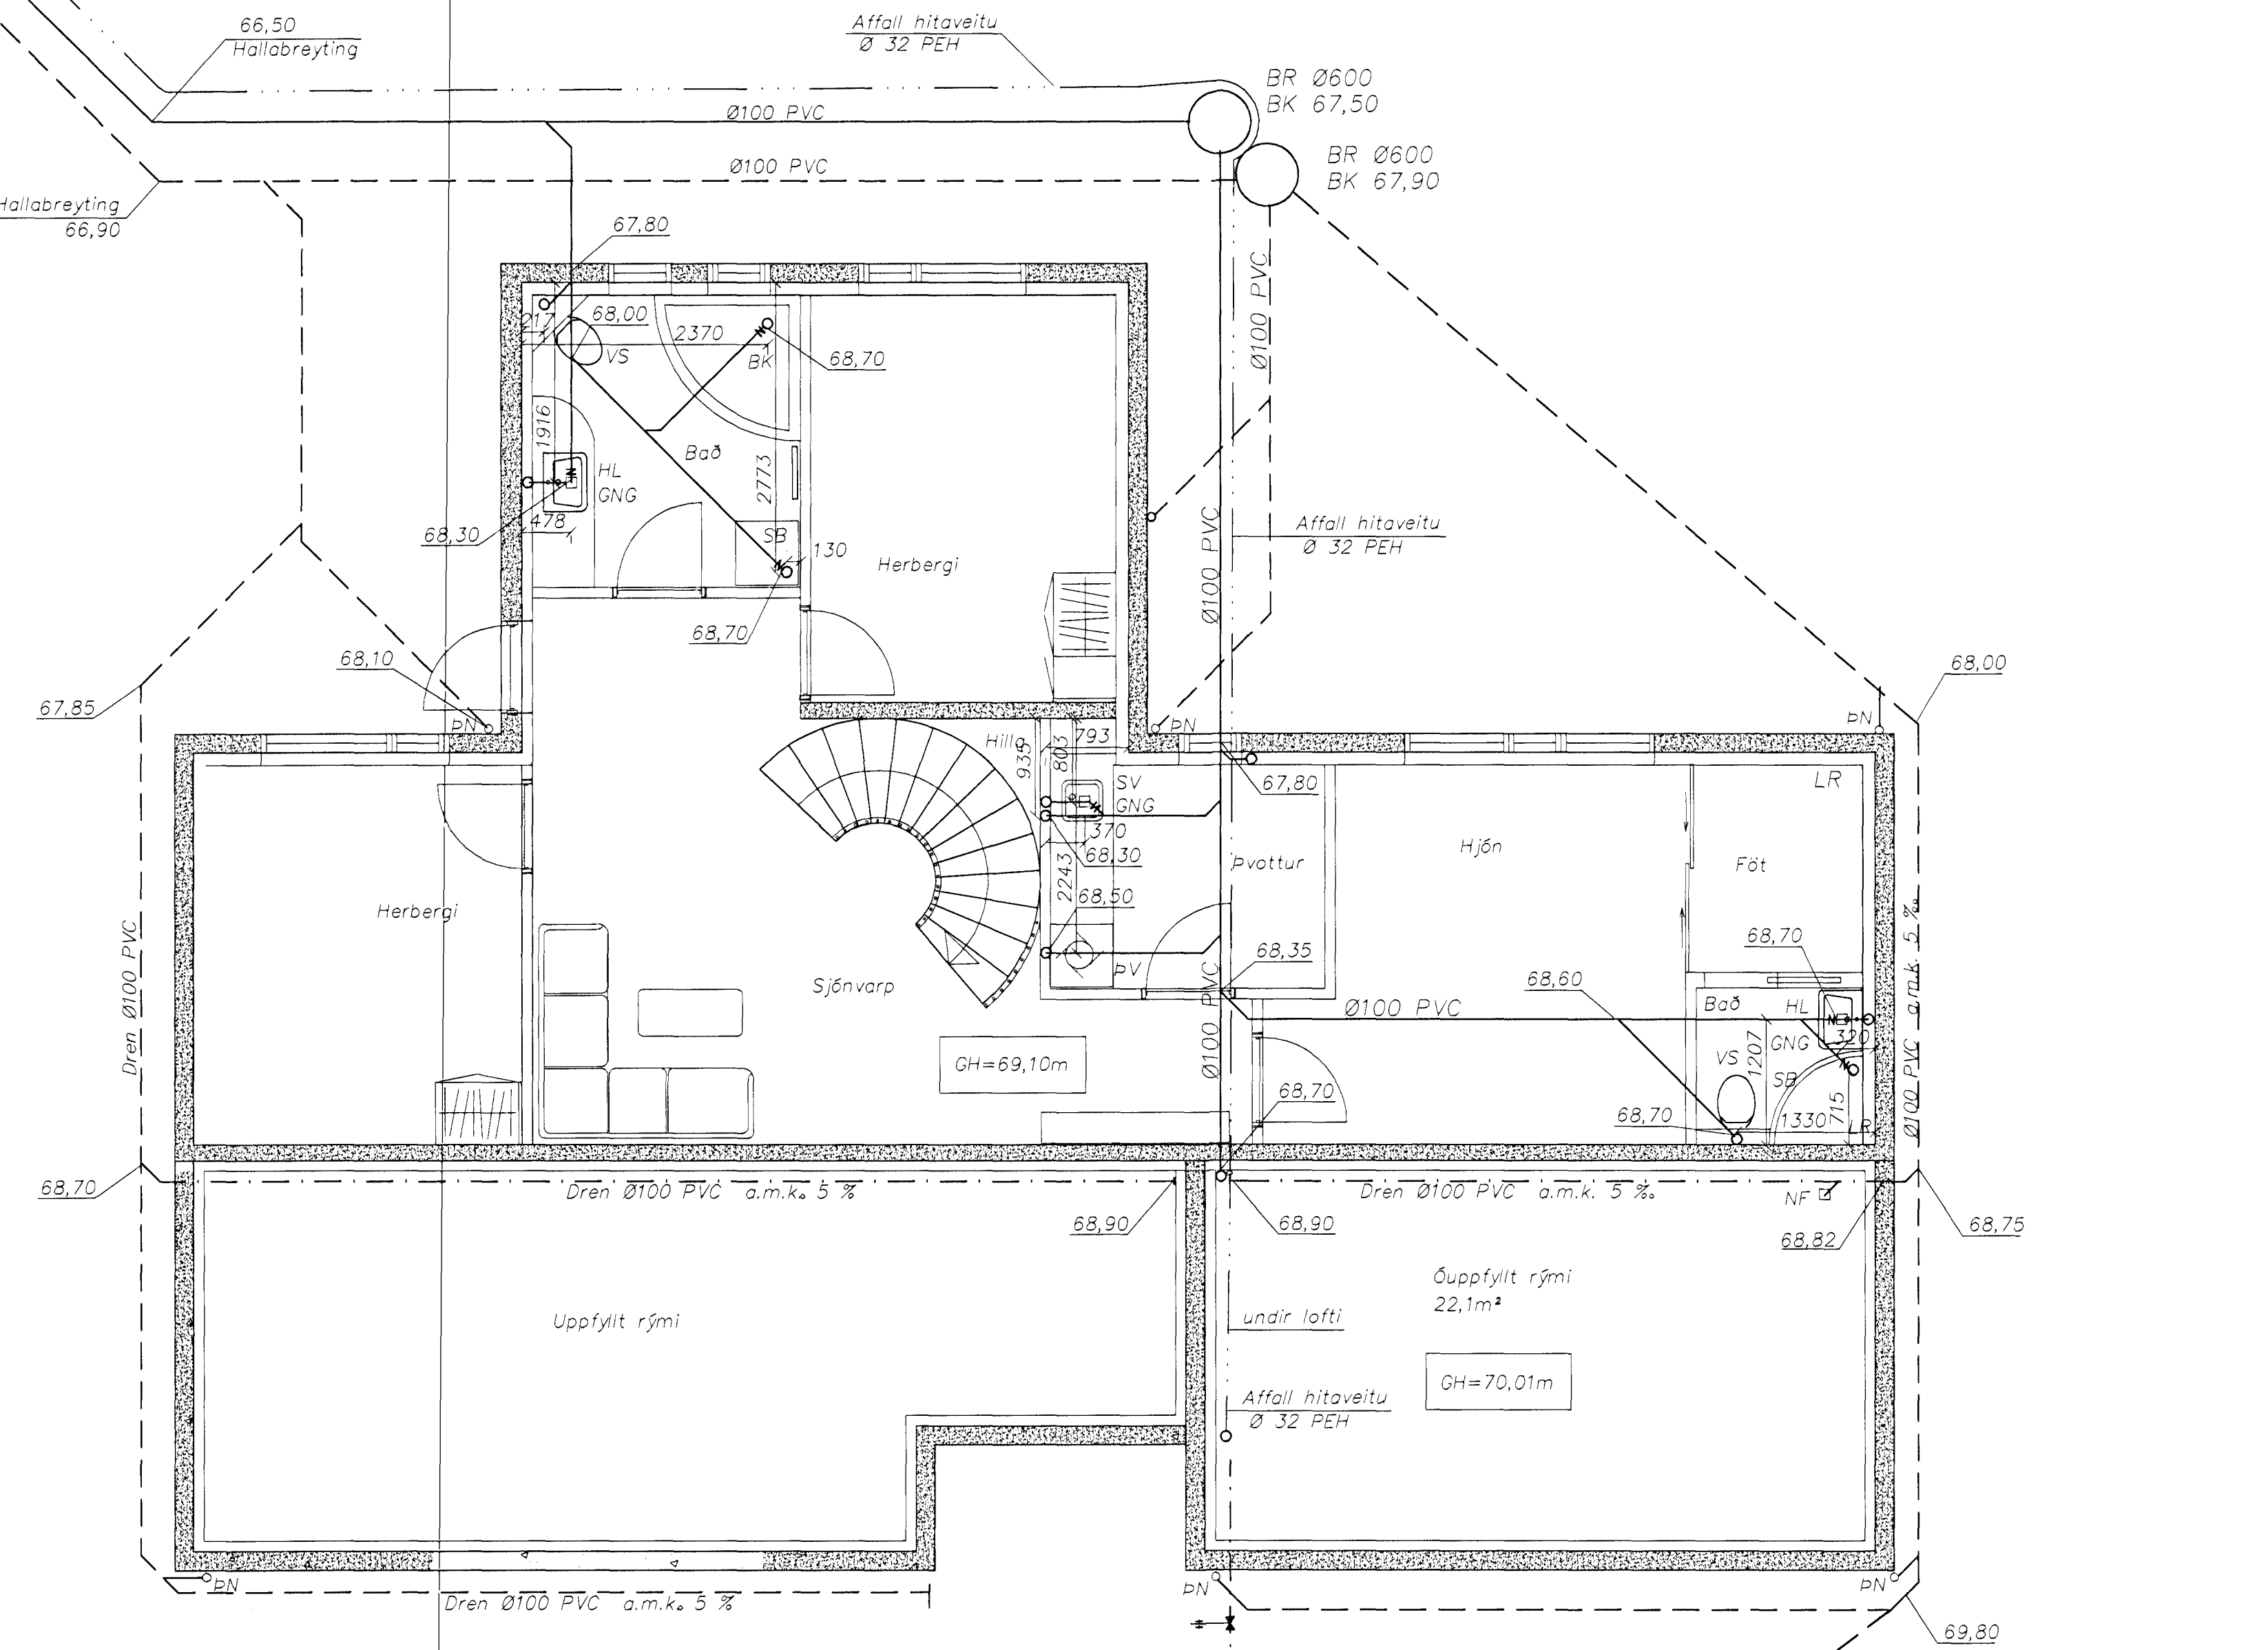 66,50
Hallabreyting
Affall hitaveitu
Ø 32 PEH
BR Ø600
BK 67,50
Ø100 PVC
Ø100 PVC
BR Ø600
BK 67,90
Hallabreyting
66,90
67,80
217
68,00
2370
VS
BK
68,70
Ø100 PVC
1916
Bað
HL
GNG
2773
478
68,30
SB
130
Herbergi
68,70
Ø100 PVC
Affall hitaveitu
Ø 32 PEH
68,10
67,85
ÞN
68,00
ÞN
ÞN
Hilla
935
803
793
SV
GNG
67,80
370
68,30
2243
Þvottur
68,50
ÞV
68,35
Hjón
LR
Föt
Herbergi
Sjónvarp
Dren Ø100 PVC
GH=69,10m
Ø100 PVC
Ø100 PVC
68,60
68,70
Bað
HL
GNG
320
VS
1207
SB
68,70
1330
715
LR
68,70
Ø100 PVC a.m.k. 5 ‰
68,70
Dren Ø100 PVC a.m.k. 5 %
Dren Ø100 PVC a.m.k. 5 ‰
NF
68,90
68,90
68,82
68,75
Uppfyllt rými
Óuppfyllt rými
22,1m²
undir lofti
GH=70,01m
Affall hitaveitu
Ø 32 PEH
ÞN
Dren Ø100 PVC a.m.k. 5 %
ÞN
ÞN
69,80